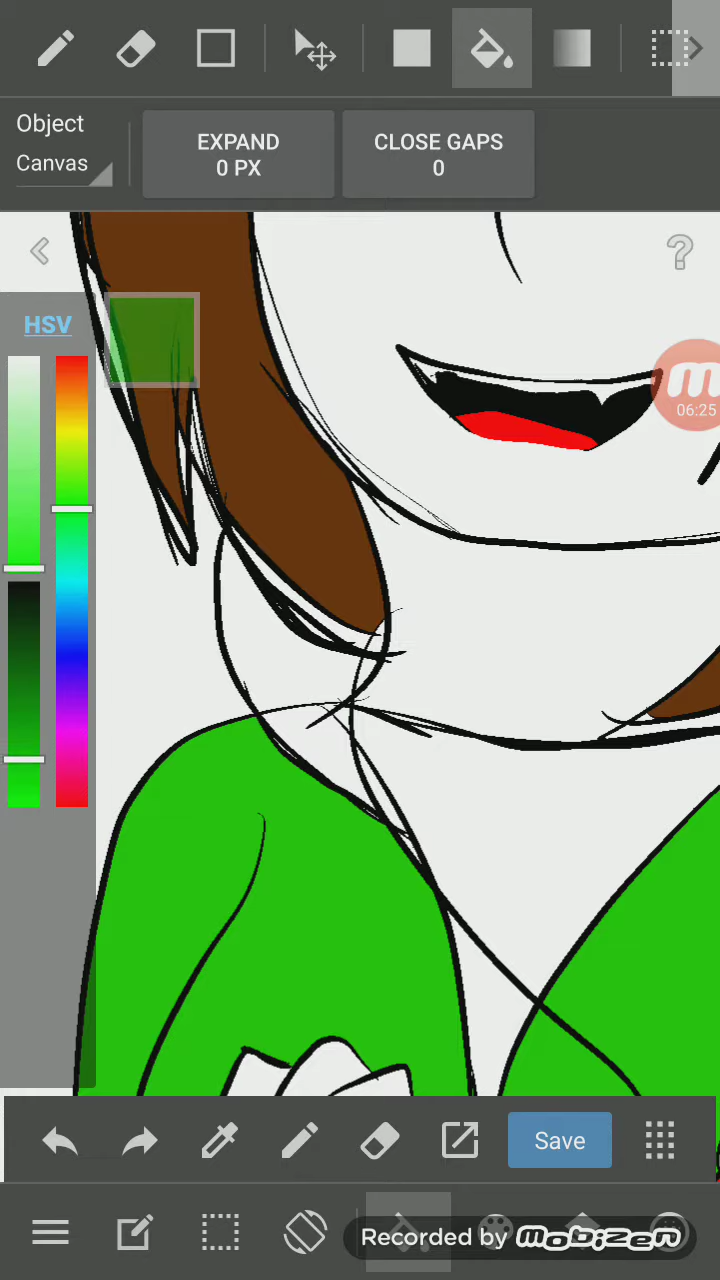 Object
Canvas
EXPAND
0 PX
CLOSE GAPS
0
HSV
06:25
Save
Recorded by mobizen